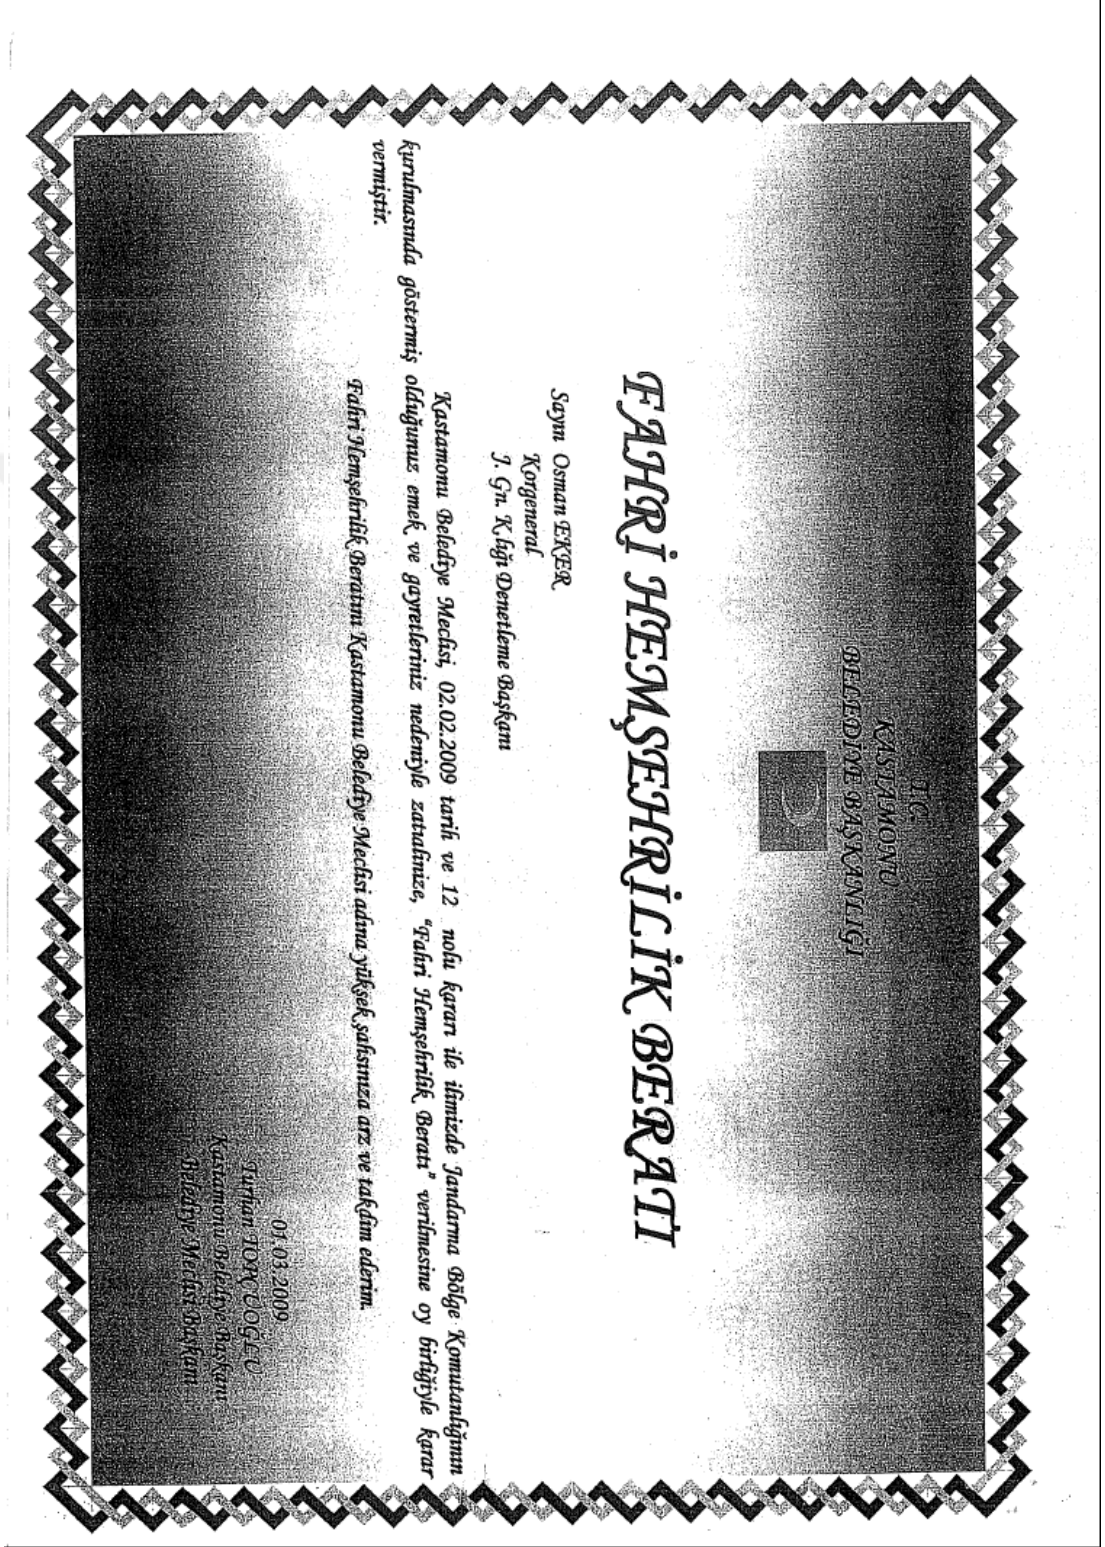 T.C.
KASTAMONU
BELEDİYE BAŞKANLIĞI
FAHRİ HEMŞEHRİLİK BERATI
Sayın Osman EKER
Korgeneral
J. Gn. K.lığı Denetleme Başkanı
Kastamonu Belediye Meclisi, 02.02.2009 tarih ve 12 nolu kararı ile ilimizde Jandarma Bölge Komutanlığının
kurulmasında göstermiş olduğunuz emek ve gayretleriniz nedeniyle zatıalinize, "Fahri Hemşehrilik Beratı" verilmesine oy birliğiyle karar
vermiştir.
Fahri Hemşehrilik Beratını Kastamonu Belediye Meclisi adına yüksek şahsınıza arz ve takdim ederim.
01.03.2009
Turhan TOPÇUOĞLU
Kastamonu Belediye Başkanı
Belediye Meclisi Başkanı